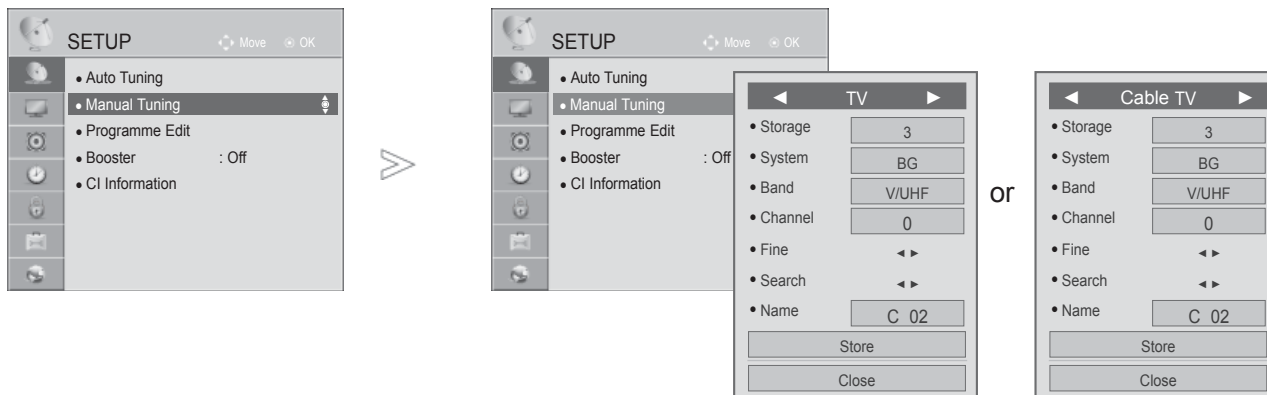 SETUP
Move OK
• Auto Tuning
• Manual Tuning
• Programme Edit
• Booster : Off
• CI Information
SETUP
Move OK
• Auto Tuning
• Manual Tuning
• Programme Edit
• Booster : Off
• CI Information
◄ TV ►
• Storage 3
• System BG
• Band V/UHF
• Channel 0
• Fine ◄ ►
• Search ◄ ►
• Name C 02
Store
Close
or
◄ Cable TV ►
• Storage 3
• System BG
• Band V/UHF
• Channel 0
• Fine ◄ ►
• Search ◄ ►
• Name C 02
Store
Close